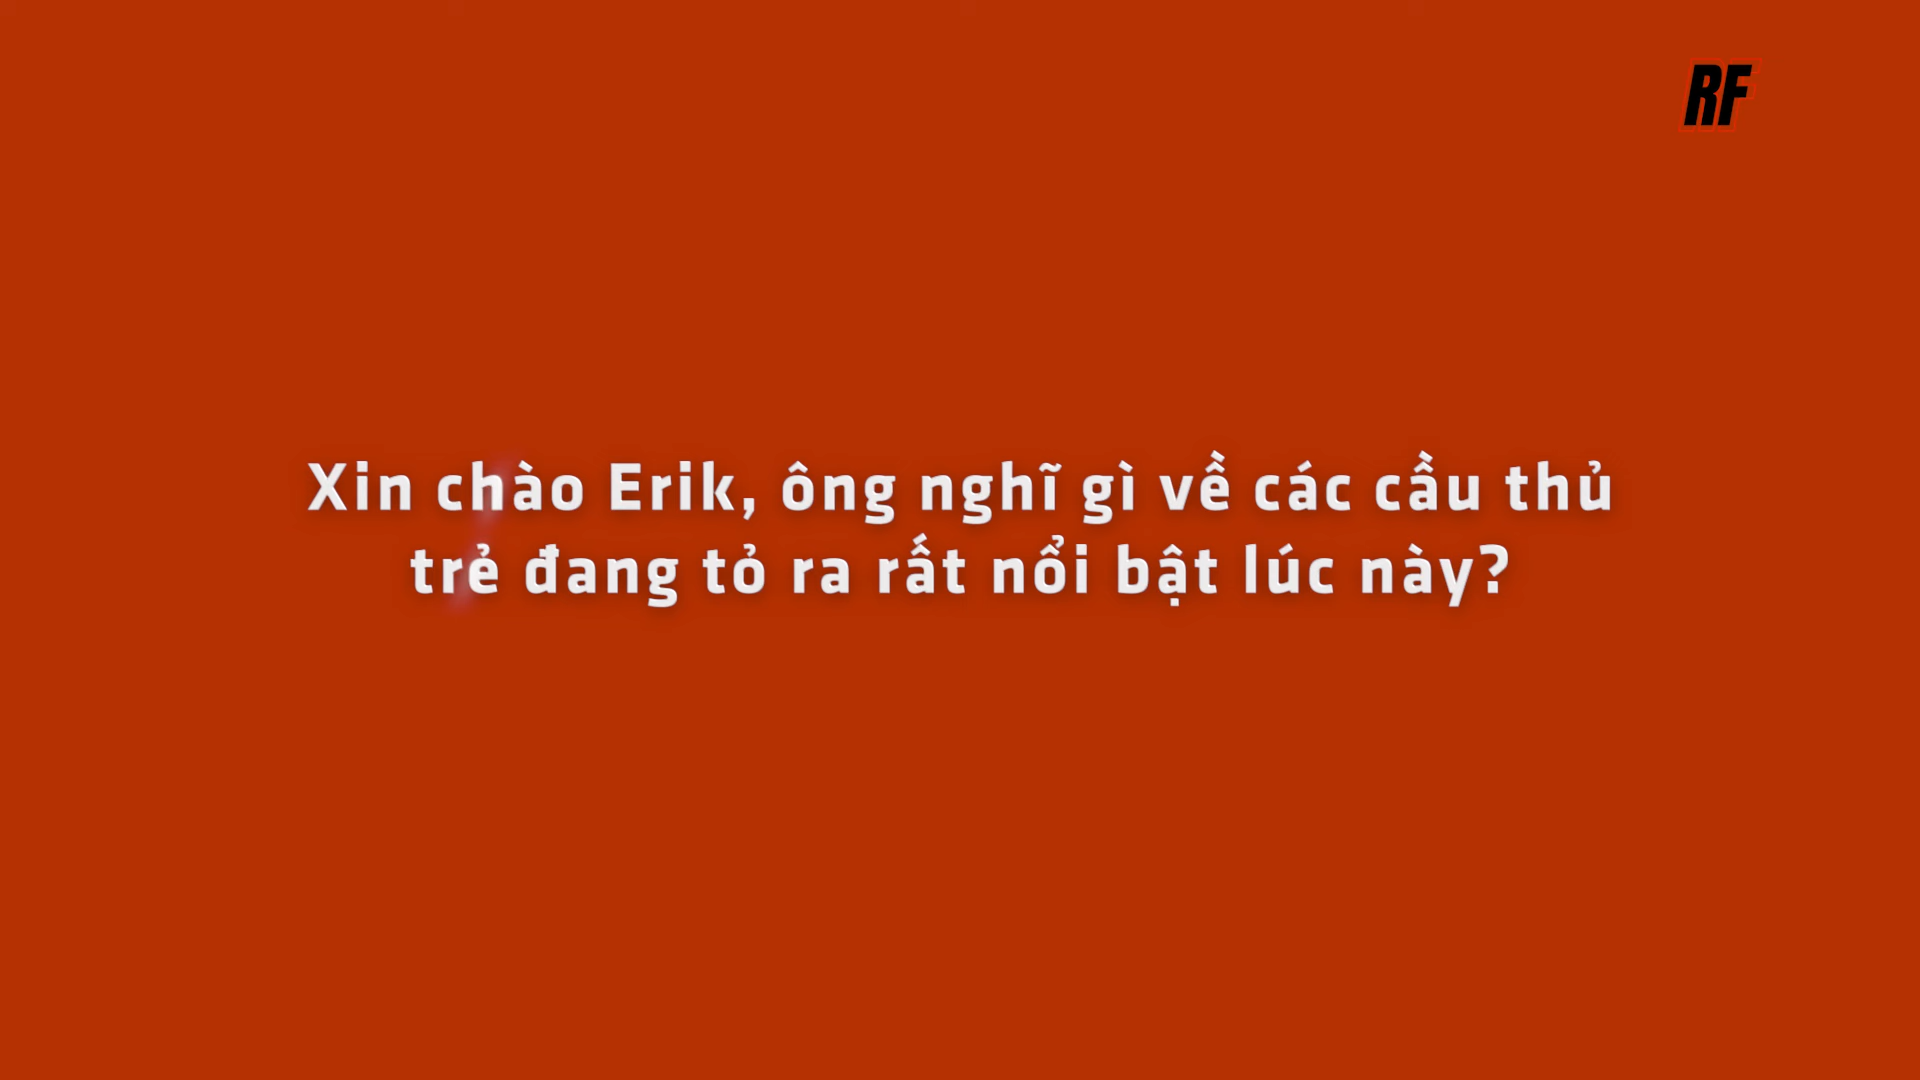 RF
Xin chào Erik, ông nghĩ gì về các cầu thủ
trẻ đang tỏ ra rất nổi bật lúc này?